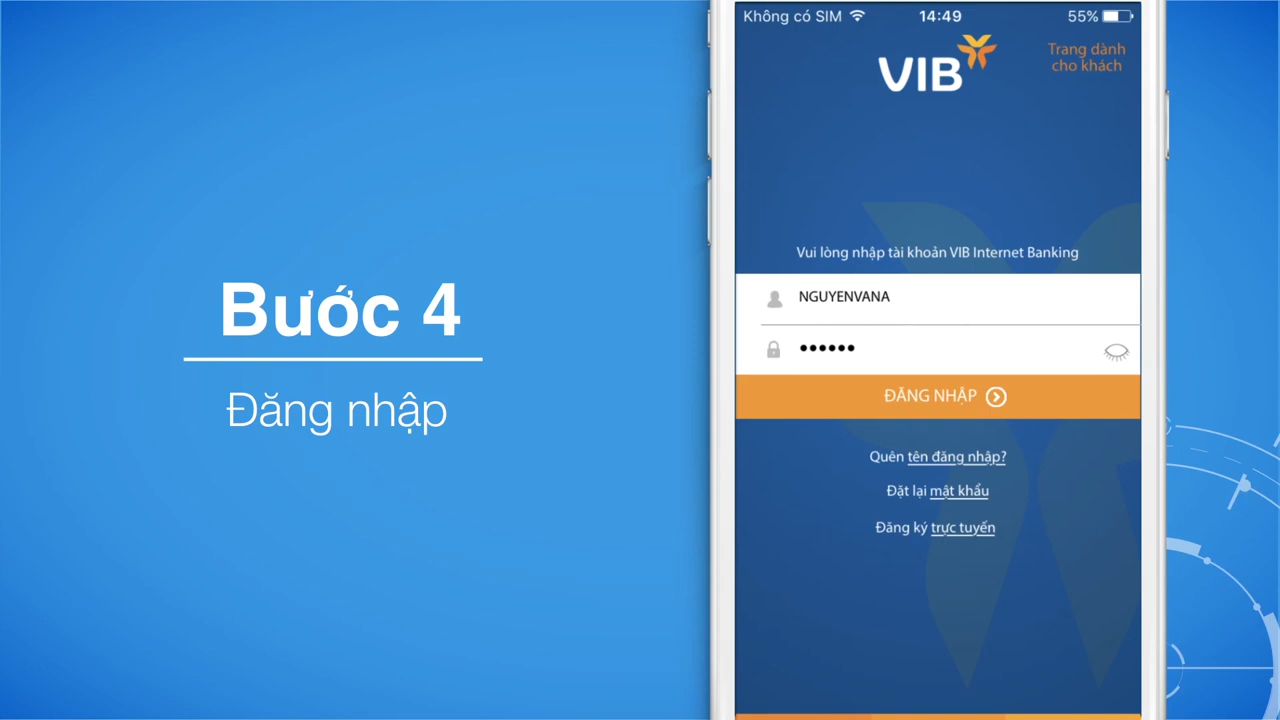 Bước 4
Đăng nhập
Không có SIM 14:49 55%
VIB
Trang dành
cho khách
Vui lòng nhập tài khoản VIB Internet Banking
NGUYENVANA
••••••
ĐĂNG NHẬP
Quên tên đăng nhập?
Đặt lại mật khẩu
Đăng ký trực tuyến